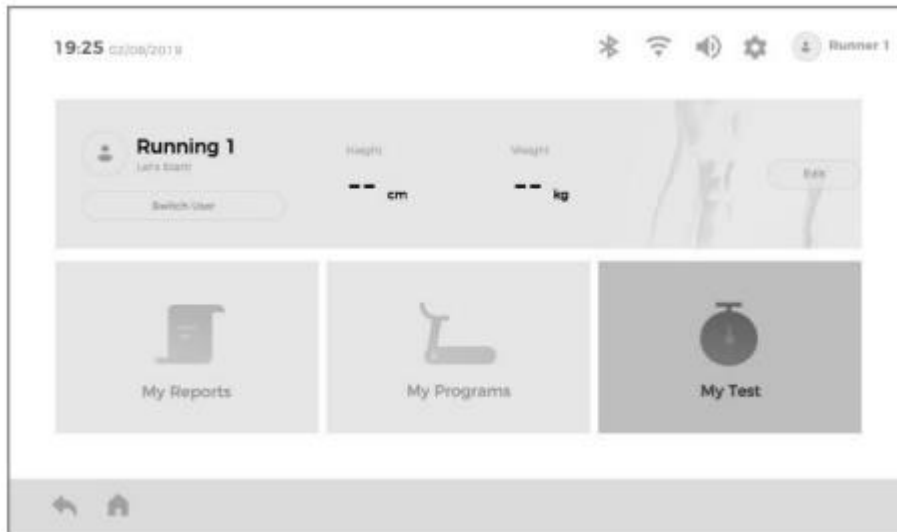 19:25 02/08/2019
Runner 1
Running 1
Let's Start!
Switch User
Height
-- cm
Weight
-- kg
Edit
My Reports
My Programs
My Test